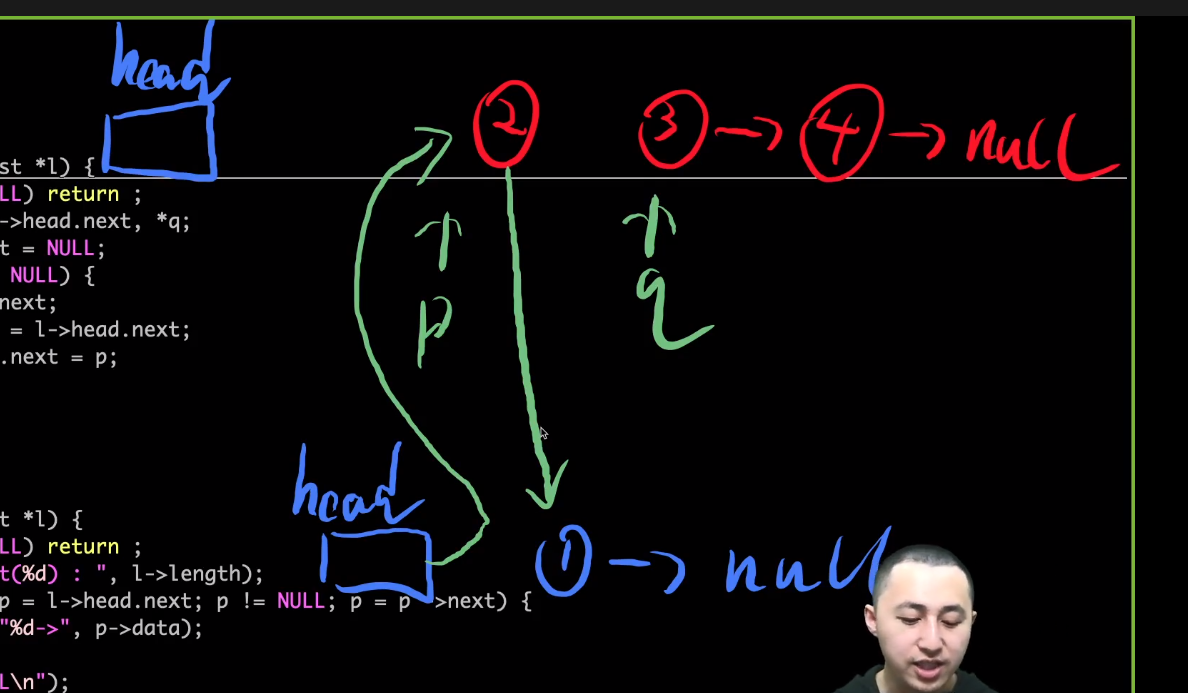 head
② ③ → ④ → null
st *l) {
LL) return ;
->head.next, *q;
t = NULL;
NULL) {
next;
= l->head.next;
.next = p;
p q
head
① → null
t *l) {
LL) return ;
t(%d) : ", l->length);
p = l->head.next; p != NULL; p = p >next) {
"%d->", p->data);
L\n");